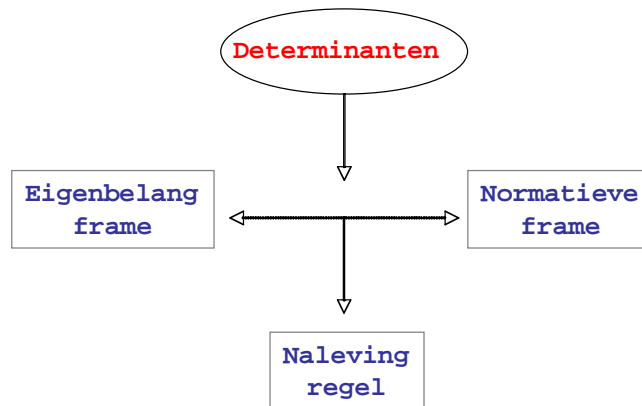 Determinanten
Eigenbelang
frame
Normatieve
frame
Naleving
regel